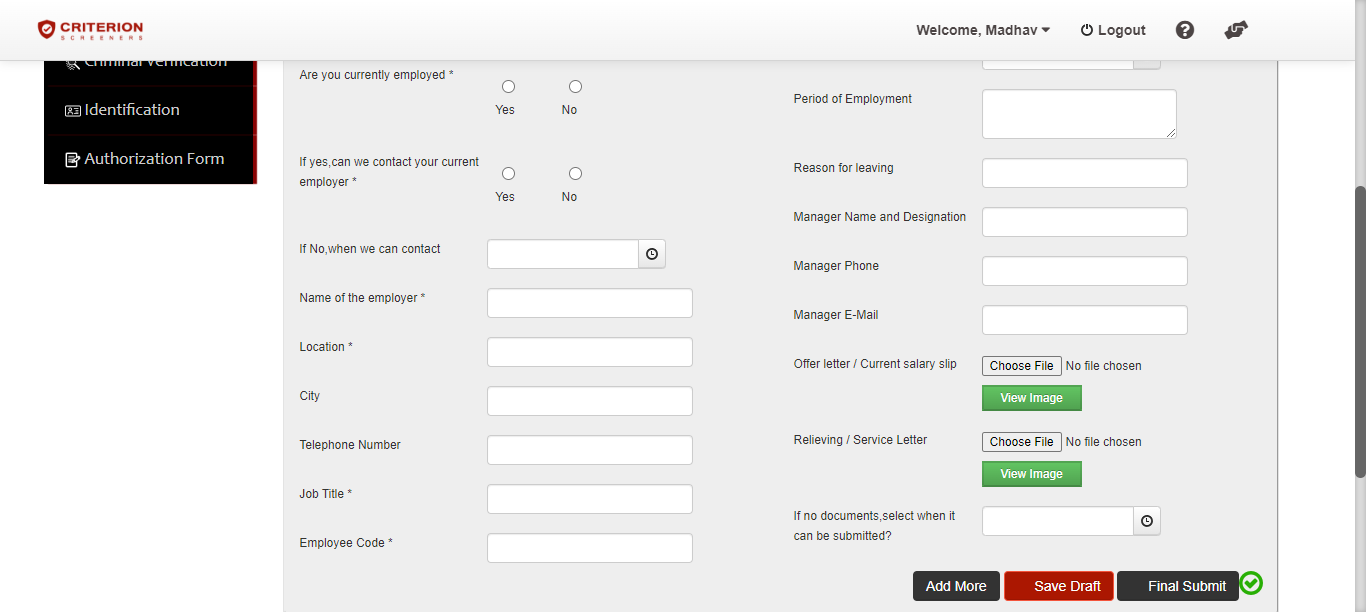 CRITERION
SCREENERS
Welcome, Madhav
Logout
Criminal Verification
Identification
Authorization Form
Are you currently employed *
Yes
No
If yes,can we contact your current
employer *
Yes
No
If No,when we can contact
Name of the employer *
Location *
City
Telephone Number
Job Title *
Employee Code *
Period of Employment
Reason for leaving
Manager Name and Designation
Manager Phone
Manager E-Mail
Offer letter / Current salary slip
Choose File No file chosen
View Image
Relieving / Service Letter
Choose File No file chosen
View Image
If no documents,select when it
can be submitted?
Add More
Save Draft
Final Submit